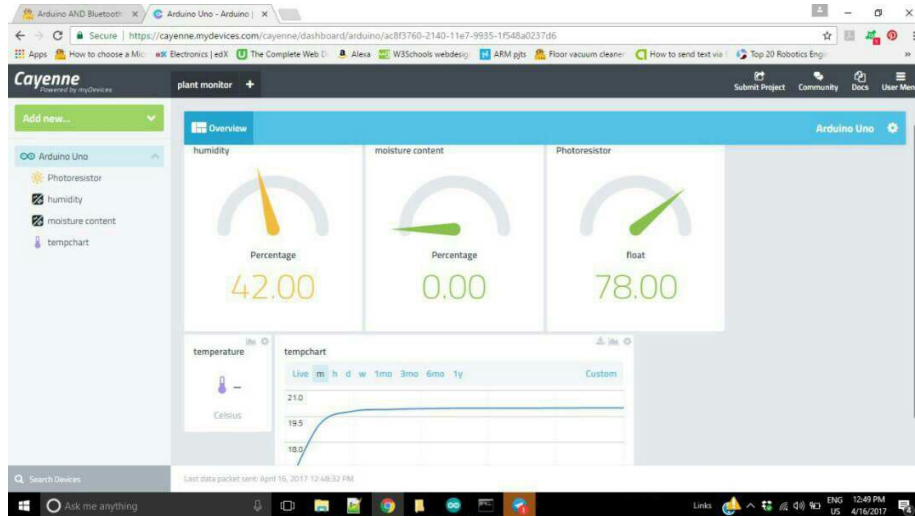 Arduino AND Bluetooth
Arduino Uno - Arduino
Secure | https://cayenne.mydevices.com/cayenne/dashboard/arduino/ac8f3760-2140-11e7-9935-1f548a0237d6
Apps
How to choose a Mic
Electronics | edX
The Complete Web D
Alexa
W3Schools webdesig
ARM pjts
Floor vacuum cleaner
How to send text via
Top 20 Robotics Engi
Cayenne
Powered by myDevices
plant monitor +
Submit Project
Community
Docs
User Men
Add new...
Overview
Arduino Uno
Arduino Uno
Photoresistor
humidity
moisture content
tempchart
humidity
Percentage
42.00
moisture content
Percentage
0.00
Photoresistor
float
78.00
temperature
–
Celsius
tempchart
Live m h d w 1mo 3mo 6mo 1y
Custom
21.0
19.5
18.0
Search Devices
Last data packet sent: April 16, 2017 12:48:32 PM
Ask me anything
Links
ENG
US
12:49 PM
4/16/2017